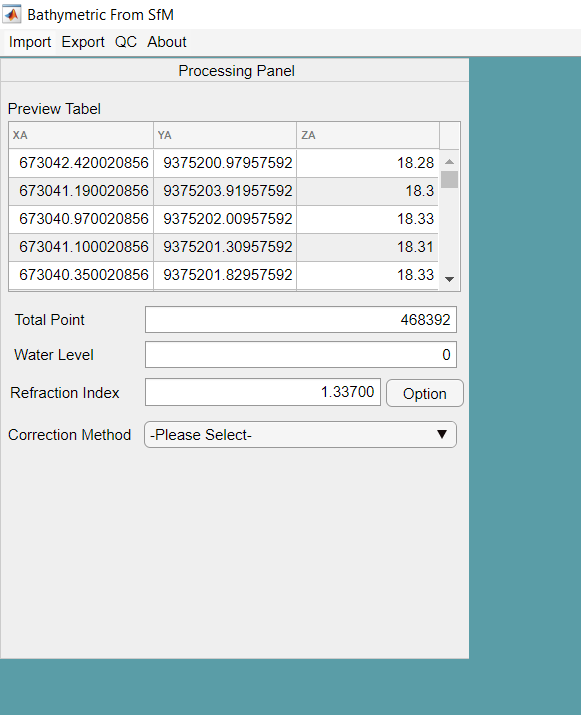 Bathymetric From SfM
Import Export QC About
Processing Panel
Preview Tabel
XA YA ZA
673042.420020856 9375200.97957592 18.28
673041.190020856 9375203.91957592 18.3
673040.970020856 9375202.00957592 18.33
673041.100020856 9375201.30957592 18.31
673040.350020856 9375201.82957592 18.33
Total Point 468392
Water Level 0
Refraction Index 1.33700 Option
Correction Method -Please Select-